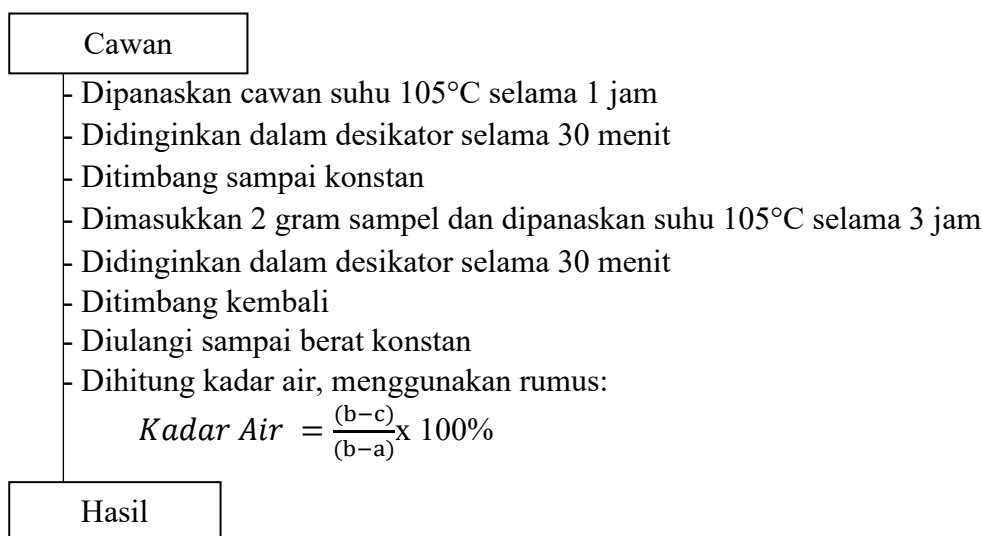 Cawan
- Dipanaskan cawan suhu 105°C selama 1 jam
- Didinginkan dalam desikator selama 30 menit
- Ditimbang sampai konstan
- Dimasukkan 2 gram sampel dan dipanaskan suhu 105°C selama 3 jam
- Didinginkan dalam desikator selama 30 menit
- Ditimbang kembali
- Diulangi sampai berat konstan
- Dihitung kadar air, menggunakan rumus:
Kadar Air = (b−c)/(b−a) x 100%
Hasil